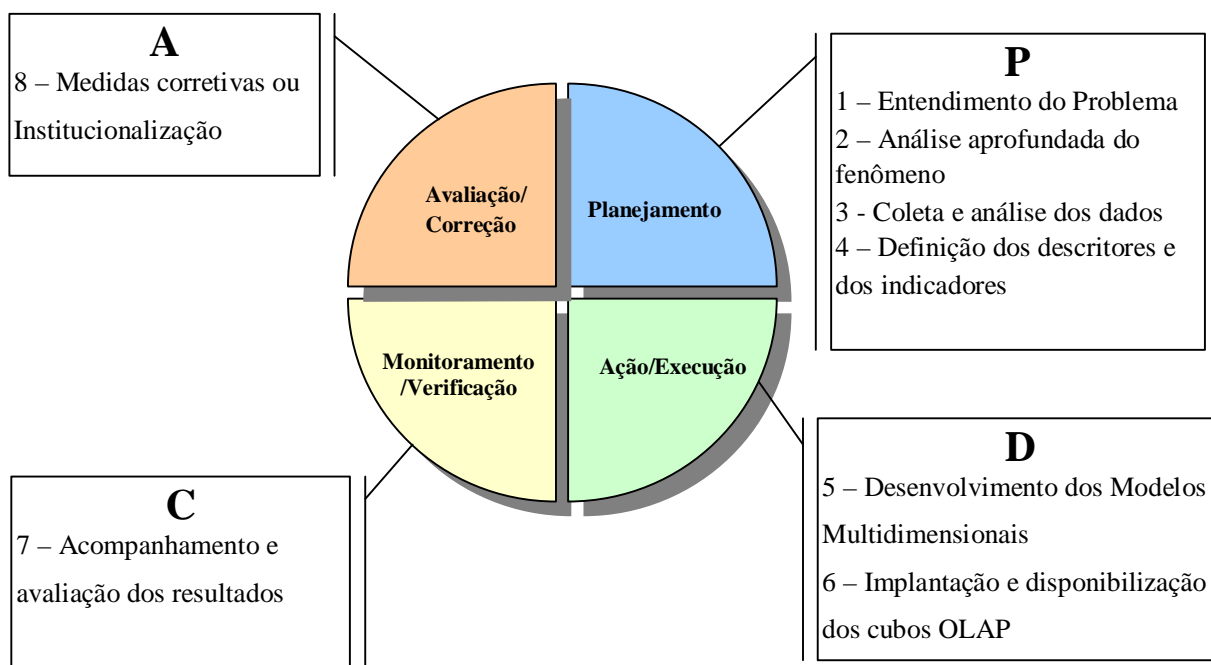 A
8 – Medidas corretivas ou
Institucionalização
P
1 – Entendimento do Problema
2 – Análise aprofundada do
fenômeno
3 - Coleta e análise dos dados
4 – Definição dos descritores e
dos indicadores
Avaliação/
Correção
Planejamento
Monitoramento
/Verificação
Ação/Execução
C
7 – Acompanhamento e
avaliação dos resultados
D
5 – Desenvolvimento dos Modelos
Multidimensionais
6 – Implantação e disponibilização
dos cubos OLAP